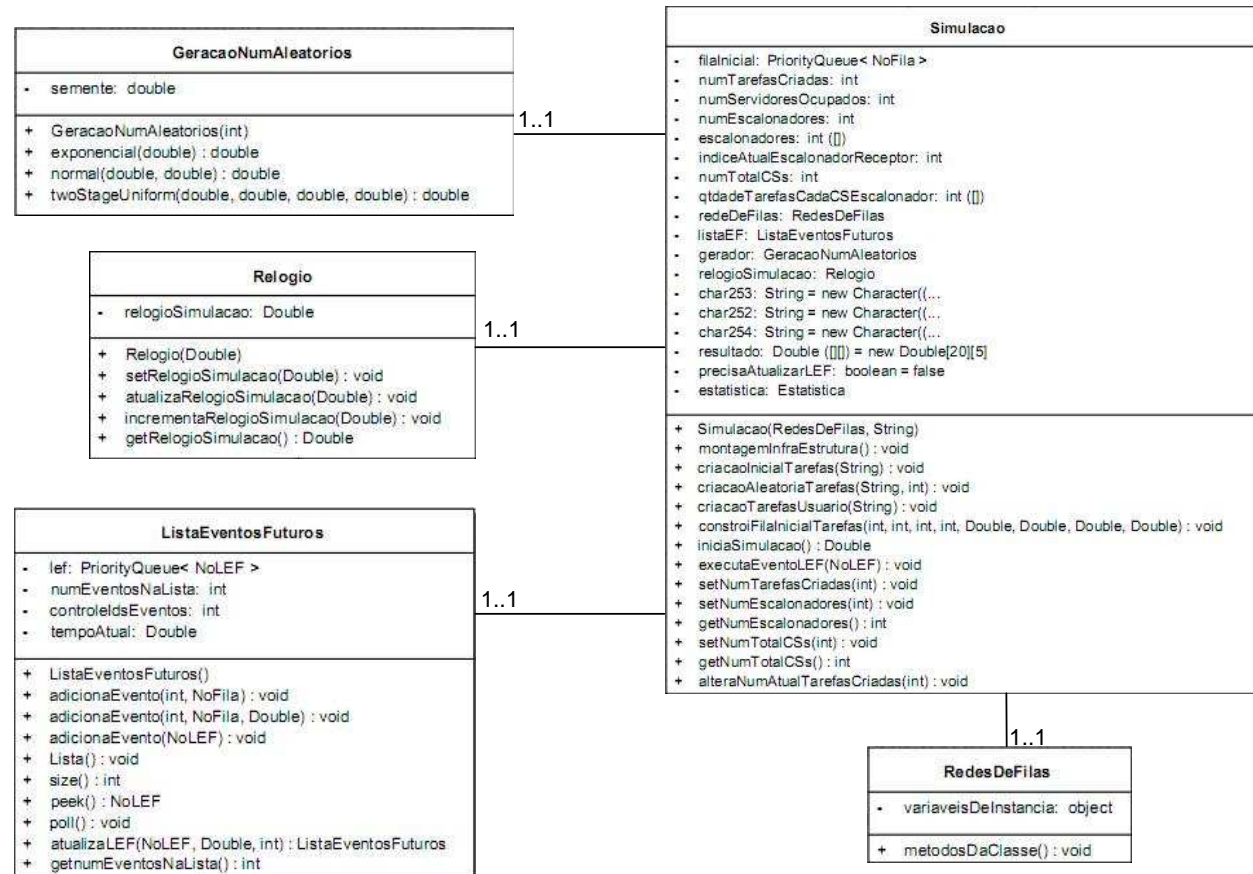 GeracaoNumAleatorios
- semente: double
+ GeracaoNumAleatorios(int)
+ exponencial(double) : double
+ normal(double, double) : double
+ twoStageUniform(double, double, double, double) : double
1..1
Relogio
- relogioSimulacao: Double
+ Relogio(Double)
+ setRelogioSimulacao(Double) : void
+ atualizaRelogioSimulacao(Double) : void
+ incrementaRelogioSimulacao(Double) : void
+ getRelogioSimulacao() : Double
1..1
ListaEventosFuturos
- lef: PriorityQueue< NoLEF >
- numEventosNaLista: int
- controleIdsEventos: int
- tempoAtual: Double
+ ListaEventosFuturos()
+ adicionaEvento(int, NoFila) : void
+ adicionaEvento(int, NoFila, Double) : void
+ adicionaEvento(NoLEF) : void
+ Lista() : void
+ size() : int
+ peek() : NoLEF
+ poll() : void
+ atualizaLEF(NoLEF, Double, int) : ListaEventosFuturos
+ getnumEventosNaLista() : int
1..1
Simulacao
- filaInicial: PriorityQueue< NoFila >
- numTarefasCriadas: int
- numServidoresOcupados: int
- numEscalonadores: int
- escalonadores: int ([])
- indiceAtualEscalonadorReceptor: int
- numTotalCSs: int
- qtdadeTarefasCadaCSEscalonador: int ([])
- redeDeFilas: RedesDeFilas
- listaEF: ListaEventosFuturos
- gerador: GeracaoNumAleatorios
- relogioSimulacao: Relogio
- char253: String = new Character((...
- char252: String = new Character((...
- char254: String = new Character((...
- resultado: Double ([][]) = new Double[20][5]
- precisaAtualizarLEF: boolean = false
- estatistica: Estatistica
+ Simulacao(RedesDeFilas, String)
+ montagemInfraEstrutura() : void
+ criacaoInicialTarefas(String) : void
+ criacaoAleatoriaTarefas(String, int) : void
+ criacaoTarefasUsuario(String) : void
+ constroiFilaInicialTarefas(int, int, int, int, Double, Double, Double, Double) : void
+ iniciaSimulacao() : Double
+ executaEventoLEF(NoLEF) : void
+ setNumTarefasCriadas(int) : void
+ setNumEscalonadores(int) : void
+ getNumEscalonadores() : int
+ setNumTotalCSs(int) : void
+ getNumTotalCSs() : int
+ alteraNumAtualTarefasCriadas(int) : void
1..1
RedesDeFilas
- variaveisDeInstancia: object
+ metodosDaClasse() : void